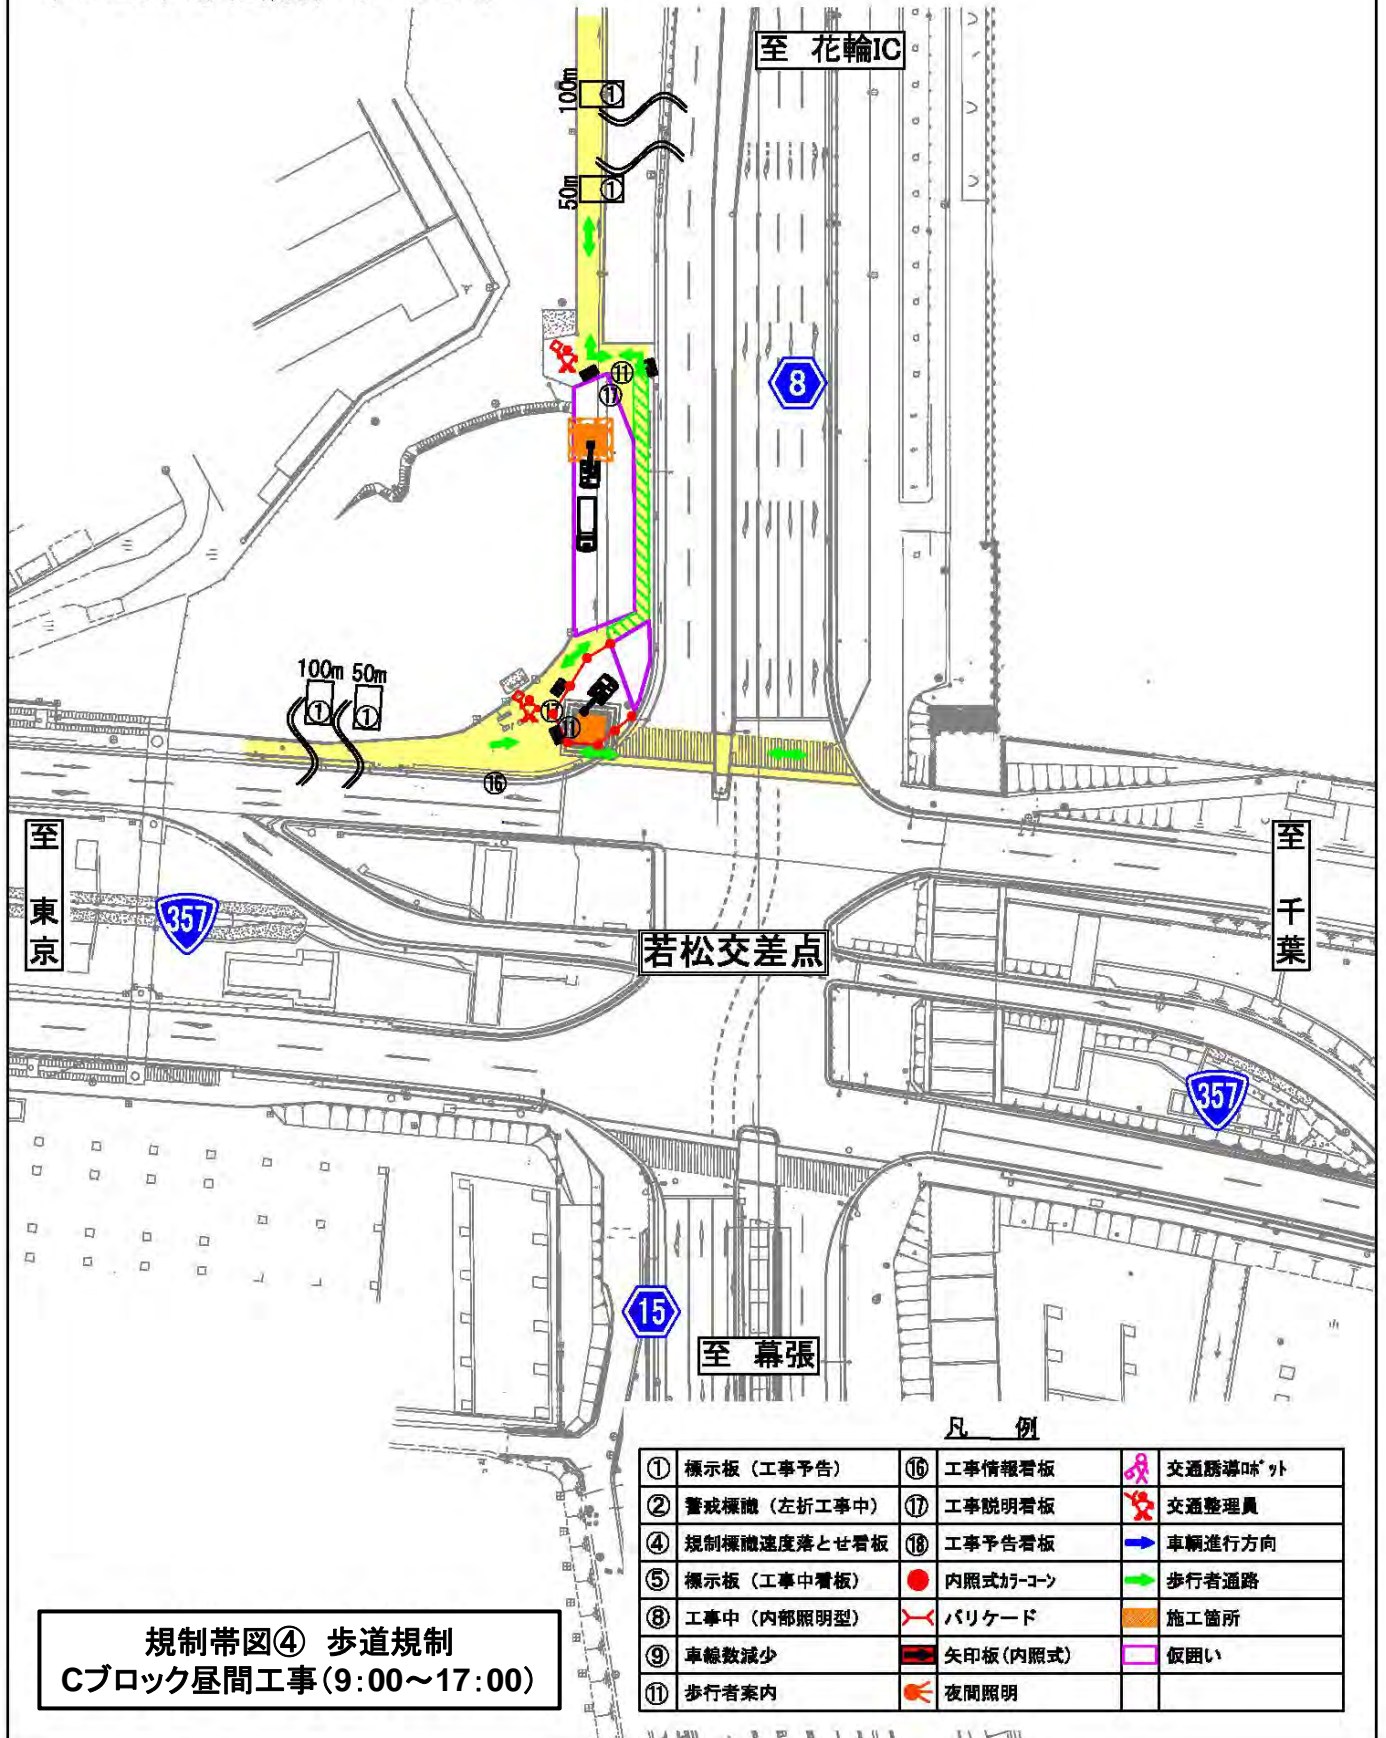 至 花輪IC
100m
①
50m
①
8
⑪
⑰
100m 50m
① ①
⑰
⑪
⑯
至 東京
至 千葉
357
若松交差点
357
15
至 幕張
凡 例
① 標示板（工事予告） ⑯ 工事情報看板 交通誘導ﾛﾎﾞｯﾄ
② 警戒標識（左折工事中） ⑰ 工事説明看板 交通整理員
④ 規制標識速度落とせ看板 ⑱ 工事予告看板 車輌進行方向
⑤ 標示板（工事中看板） 内照式ｶﾗｰｺｰﾝ 歩行者通路
⑧ 工事中（内部照明型） バリケード 施工箇所
⑨ 車線数減少 矢印板(内照式) 仮囲い
⑪ 歩行者案内 夜間照明
規制帯図④ 歩道規制
Cブロック昼間工事(9:00～17:00)